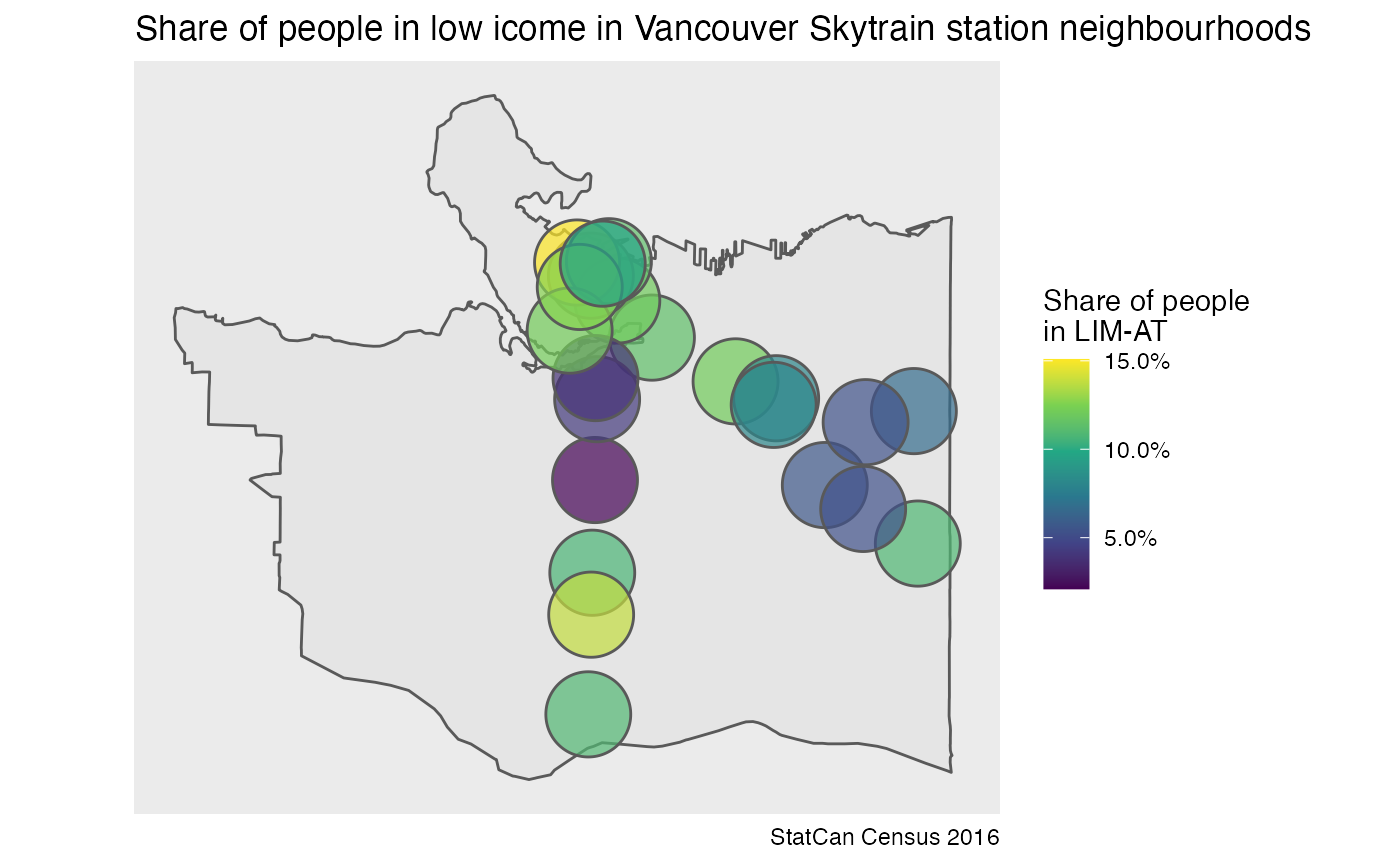 Share of people in low icome in Vancouver Skytrain station neighbourhoods
Share of people
in LIM-AT
15.0%
10.0%
5.0%
StatCan Census 2016